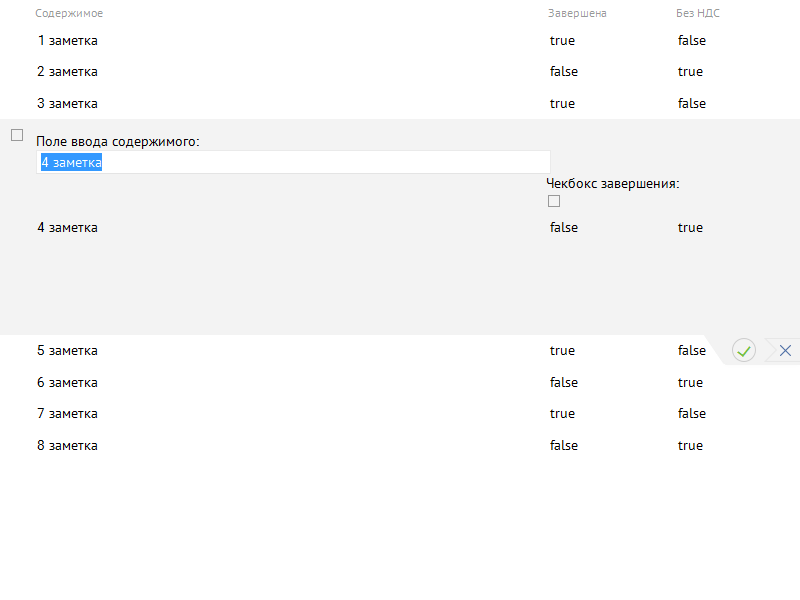 Содержимое Завершена Без НДС
1 заметка true false
2 заметка false true
3 заметка true false
Поле ввода содержимого:
4 заметка
Чекбокс завершения:
4 заметка false true
5 заметка true false
6 заметка false true
7 заметка true false
8 заметка false true